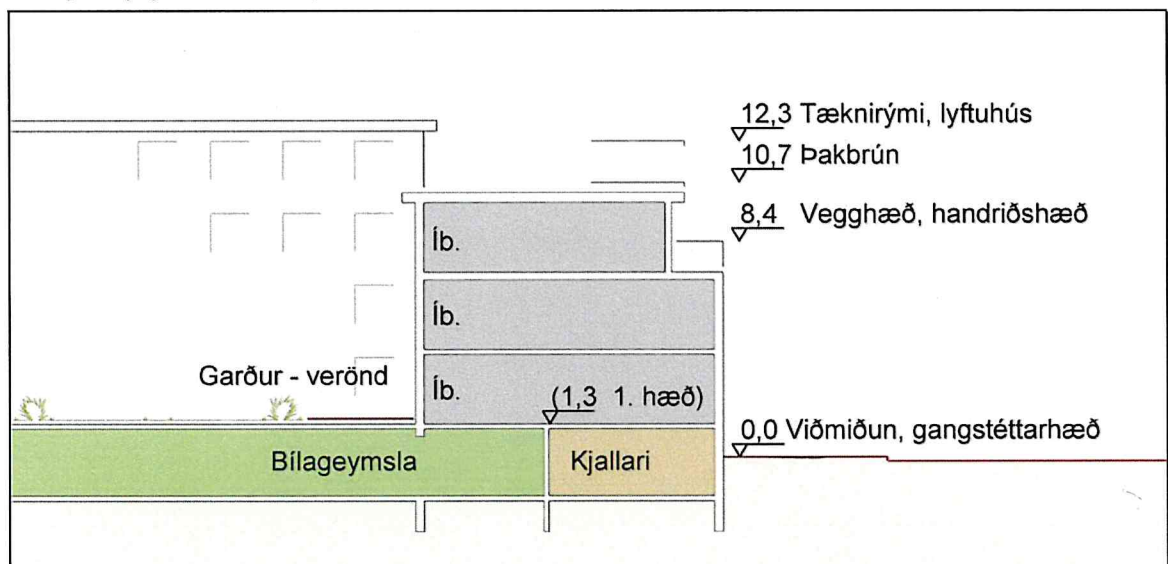 12,3 Tæknirými, lyftuhús
10,7 Þakbrún
8,4 Vegghæð, handriðshæð
Íb.
Íb.
Garður - verönd
Íb.
(1,3 1. hæð)
0,0 Viðmiðun, gangstéttarhæð
Bílageymsla
Kjallari